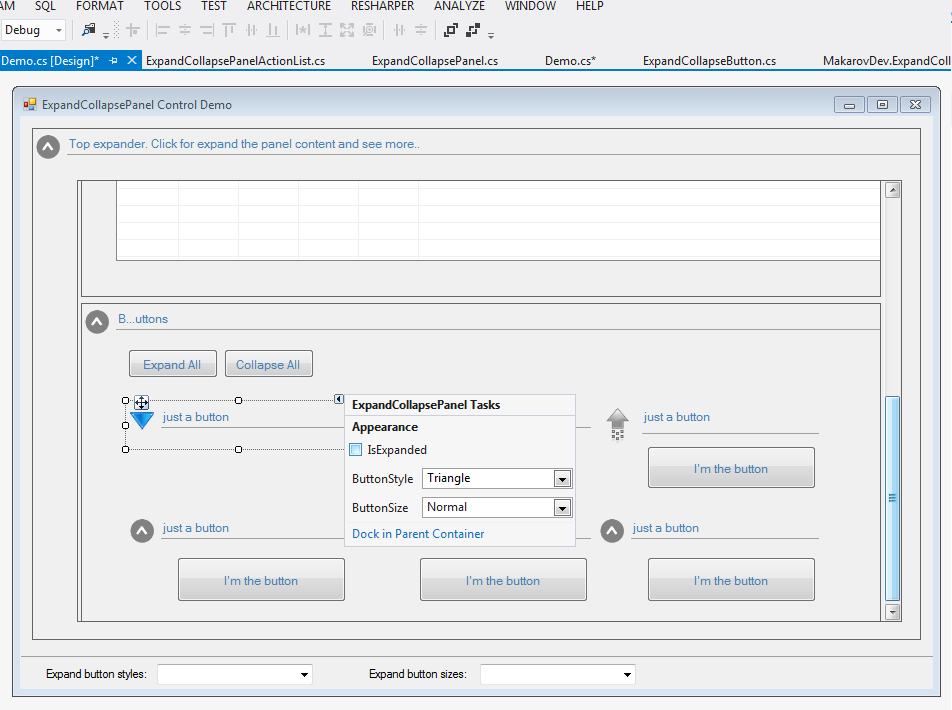 AM SQL FORMAT TOOLS TEST ARCHITECTURE RESHARPER ANALYZE WINDOW HELP
Debug
Demo.cs [Design]* ExpandCollapsePanelActionList.cs ExpandCollapsePanel.cs Demo.cs* ExpandCollapseButton.cs MakarovDev.ExpandColl
ExpandCollapsePanel Control Demo
Top expander. Click for expand the panel content and see more..
B...uttons
Expand All Collapse All
just a button
ExpandCollapsePanel Tasks
Appearance
IsExpanded
ButtonStyle Triangle
ButtonSize Normal
Dock in Parent Container
just a button
I'm the button
just a button
just a button
I'm the button
I'm the button
I'm the button
Expand button styles: Expand button sizes: